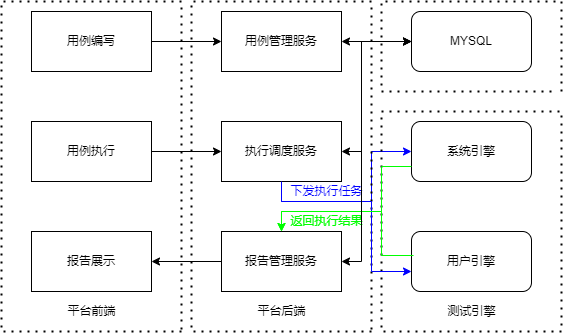 用例编写
用例管理服务
MYSQL
用例执行
执行调度服务
系统引擎
下发执行任务
返回执行结果
报告展示
报告管理服务
用户引擎
平台前端
平台后端
测试引擎